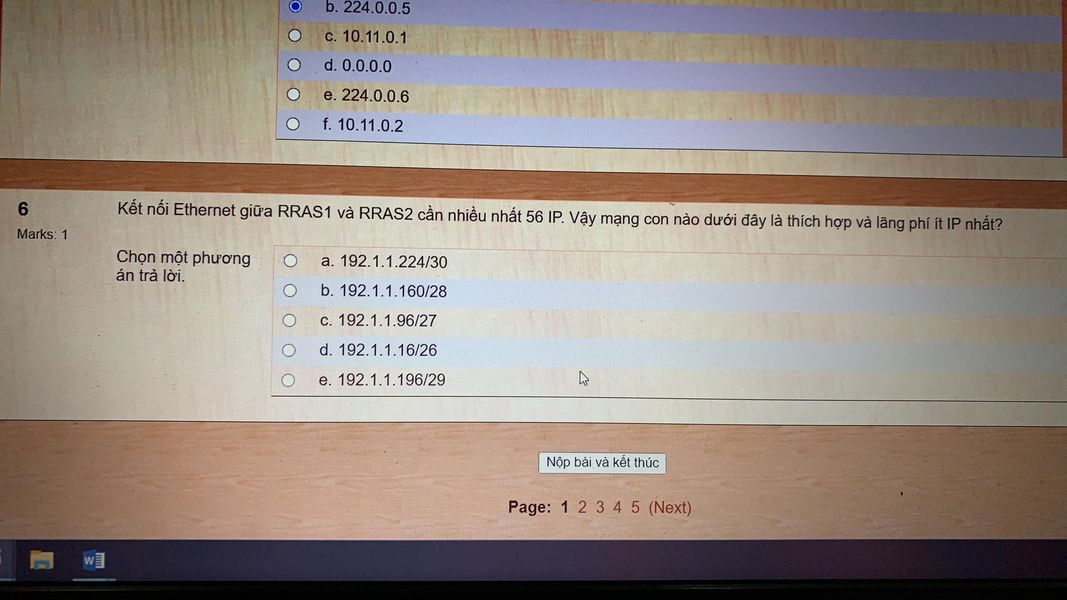 b. 224.0.0.5
c. 10.11.0.1
d. 0.0.0.0
e. 224.0.0.6
f. 10.11.0.2
6
Marks: 1
Kết nối Ethernet giữa RRAS1 và RRAS2 cần nhiều nhất 56 IP. Vậy mạng con nào dưới đây là thích hợp và lãng phí ít IP nhất?
Chọn một phương
án trả lời.
a. 192.1.1.224/30
b. 192.1.1.160/28
c. 192.1.1.96/27
d. 192.1.1.16/26
e. 192.1.1.196/29
Nộp bài và kết thúc
Page: 1 2 3 4 5 (Next)
W